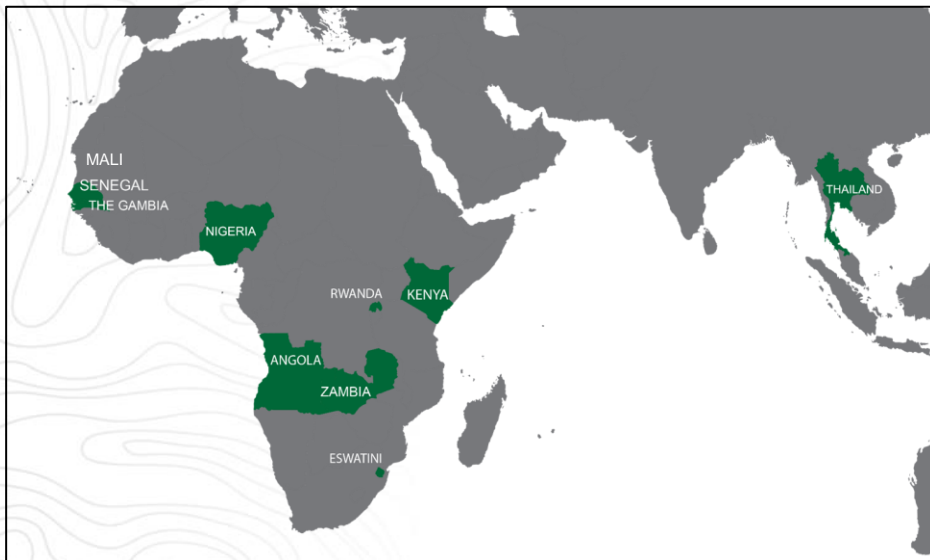 MALI
SENEGAL
THE GAMBIA
NIGERIA
THAILAND
RWANDA
KENYA
ANGOLA
ZAMBIA
ESWATINI